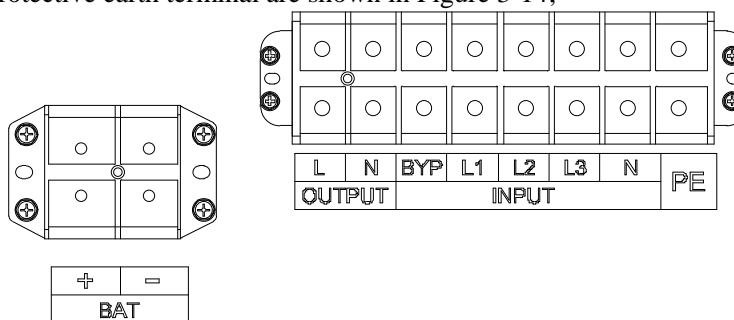 rotective earth terminal are shown in Figure 3-14;
L N BYP L1 L2 L3 N PE
OUTPUT INPUT
+ −
BAT